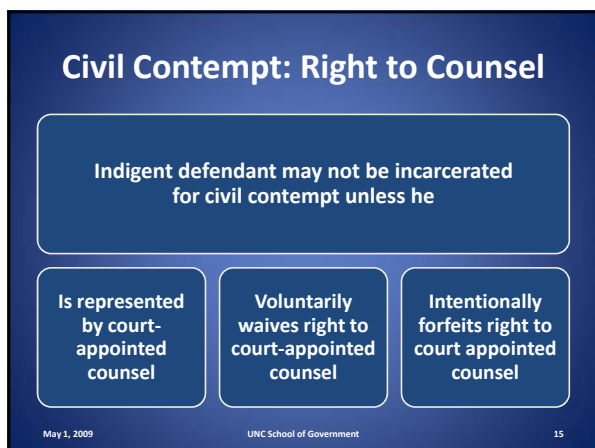 Civil Contempt: Right to Counsel
Indigent defendant may not be incarcerated
for civil contempt unless he
Is represented
by court-
appointed
counsel
Voluntarily
waives right to
court-appointed
counsel
Intentionally
forfeits right to
court appointed
counsel
May 1, 2009
UNC School of Government
15